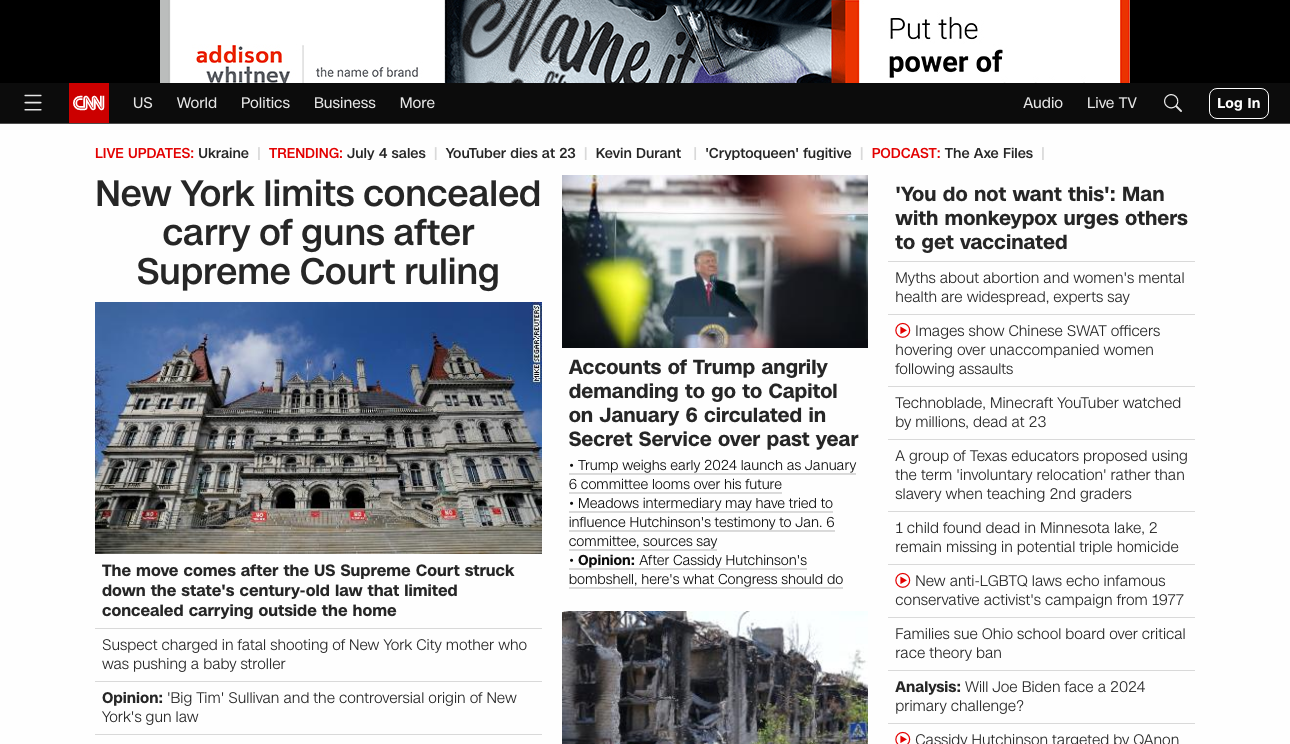 addison
whitney
the name of brand
Name it
Put the
power of
CNN
US World Politics Business More
Audio Live TV Log In
LIVE UPDATES: Ukraine | TRENDING: July 4 sales | YouTuber dies at 23 | Kevin Durant | 'Cryptoqueen' fugitive | PODCAST: The Axe Files |
New York limits concealed
carry of guns after
Supreme Court ruling
MIKE SEGAR/REUTERS
The move comes after the US Supreme Court struck
down the state's century-old law that limited
concealed carrying outside the home
Suspect charged in fatal shooting of New York City mother who
was pushing a baby stroller
Opinion: 'Big Tim' Sullivan and the controversial origin of New
York's gun law
Accounts of Trump angrily
demanding to go to Capitol
on January 6 circulated in
Secret Service over past year
• Trump weighs early 2024 launch as January
6 committee looms over his future
• Meadows intermediary may have tried to
influence Hutchinson's testimony to Jan. 6
committee, sources say
• Opinion: After Cassidy Hutchinson's
bombshell, here's what Congress should do
'You do not want this': Man
with monkeypox urges others
to get vaccinated
Myths about abortion and women's mental
health are widespread, experts say
Images show Chinese SWAT officers
hovering over unaccompanied women
following assaults
Technoblade, Minecraft YouTuber watched
by millions, dead at 23
A group of Texas educators proposed using
the term 'involuntary relocation' rather than
slavery when teaching 2nd graders
1 child found dead in Minnesota lake, 2
remain missing in potential triple homicide
New anti-LGBTQ laws echo infamous
conservative activist's campaign from 1977
Families sue Ohio school board over critical
race theory ban
Analysis: Will Joe Biden face a 2024
primary challenge?
Cassidy Hutchinson targeted by QAnon